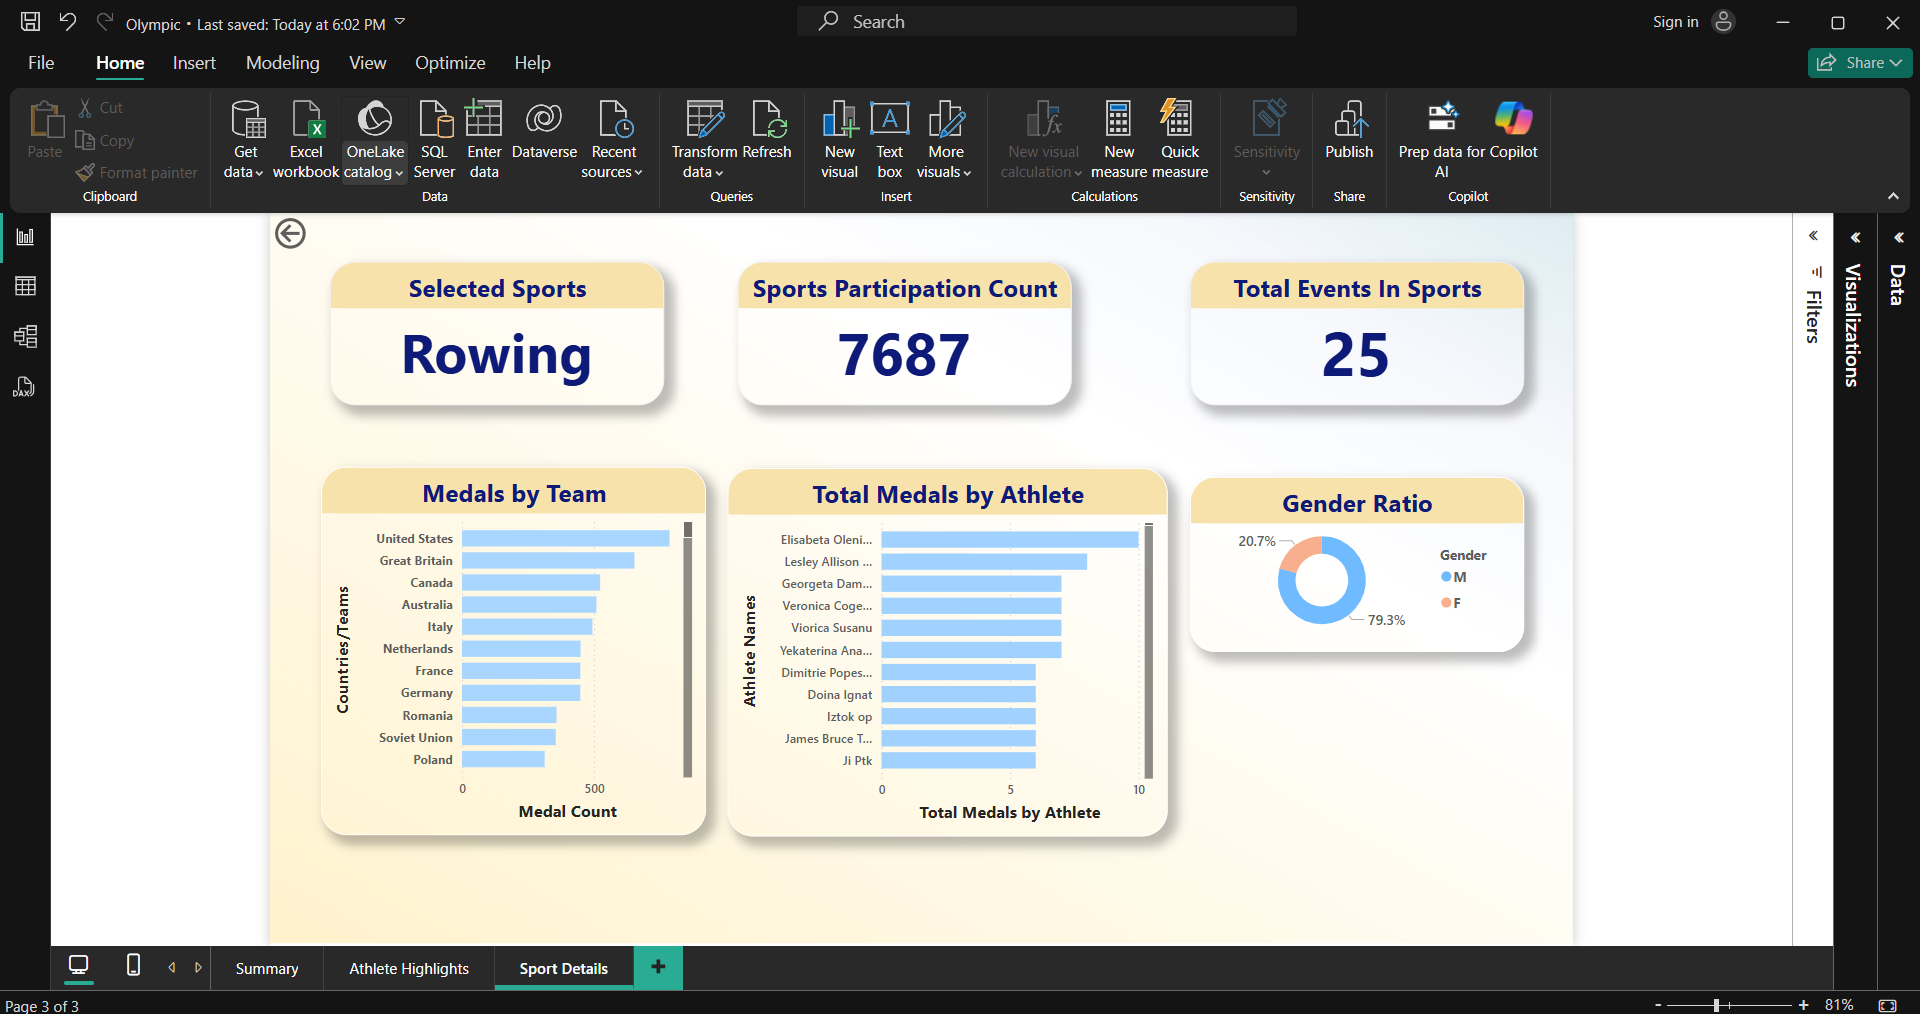 Olympic • Last saved: Today at 6:02 PM
Search
Sign in
File Home Insert Modeling View Optimize Help
Share
Paste
Cut
Copy
Format painter
Clipboard
Get data
Excel workbook
OneLake catalog
SQL Server
Enter data
Dataverse
Recent sources
Data
Transform data
Refresh
Queries
New visual
Text box
More visuals
Insert
New visual calculation
New measure
Quick measure
Calculations
Sensitivity
Sensitivity
Publish
Share
Prep data for AI
Copilot
Copilot
DAX
Selected Sports
Rowing
Sports Participation Count
7687
Total Events In Sports
25
Medals by Team
Countries/Teams
United States
Great Britain
Canada
Australia
Italy
Netherlands
France
Germany
Romania
Soviet Union
Poland
0 500
Medal Count
Total Medals by Athlete
Athlete Names
Elisabeta Oleni...
Lesley Allison ...
Georgeta Dam...
Veronica Coge...
Viorica Susanu
Yekaterina Ana...
Dimitrie Popes...
Doina Ignat
Iztok op
James Bruce T...
Ji Ptk
0 5 10
Total Medals by Athlete
Gender Ratio
20.7%
79.3%
Gender
M
F
Filters
Visualizations
Data
Summary Athlete Highlights Sport Details
Page 3 of 3
- + 81%